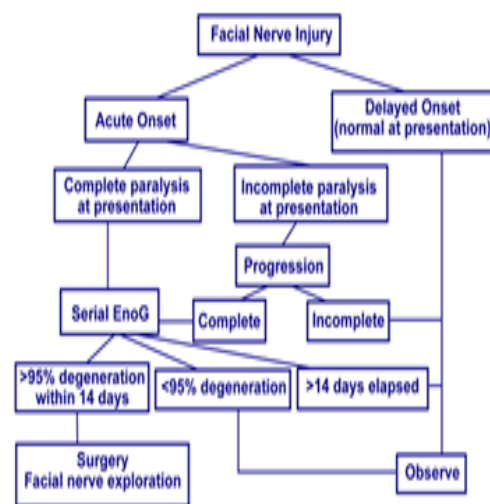 Facial Nerve Injury
Acute Onset
Delayed Onset
(normal at presentation)
Complete paralysis
at presentation
Incomplete paralysis
at presentation
Progression
Serial EnoG
Complete
Incomplete
>95% degeneration
within 14 days
<95% degeneration
>14 days elapsed
Surgery
Facial nerve exploration
Observe